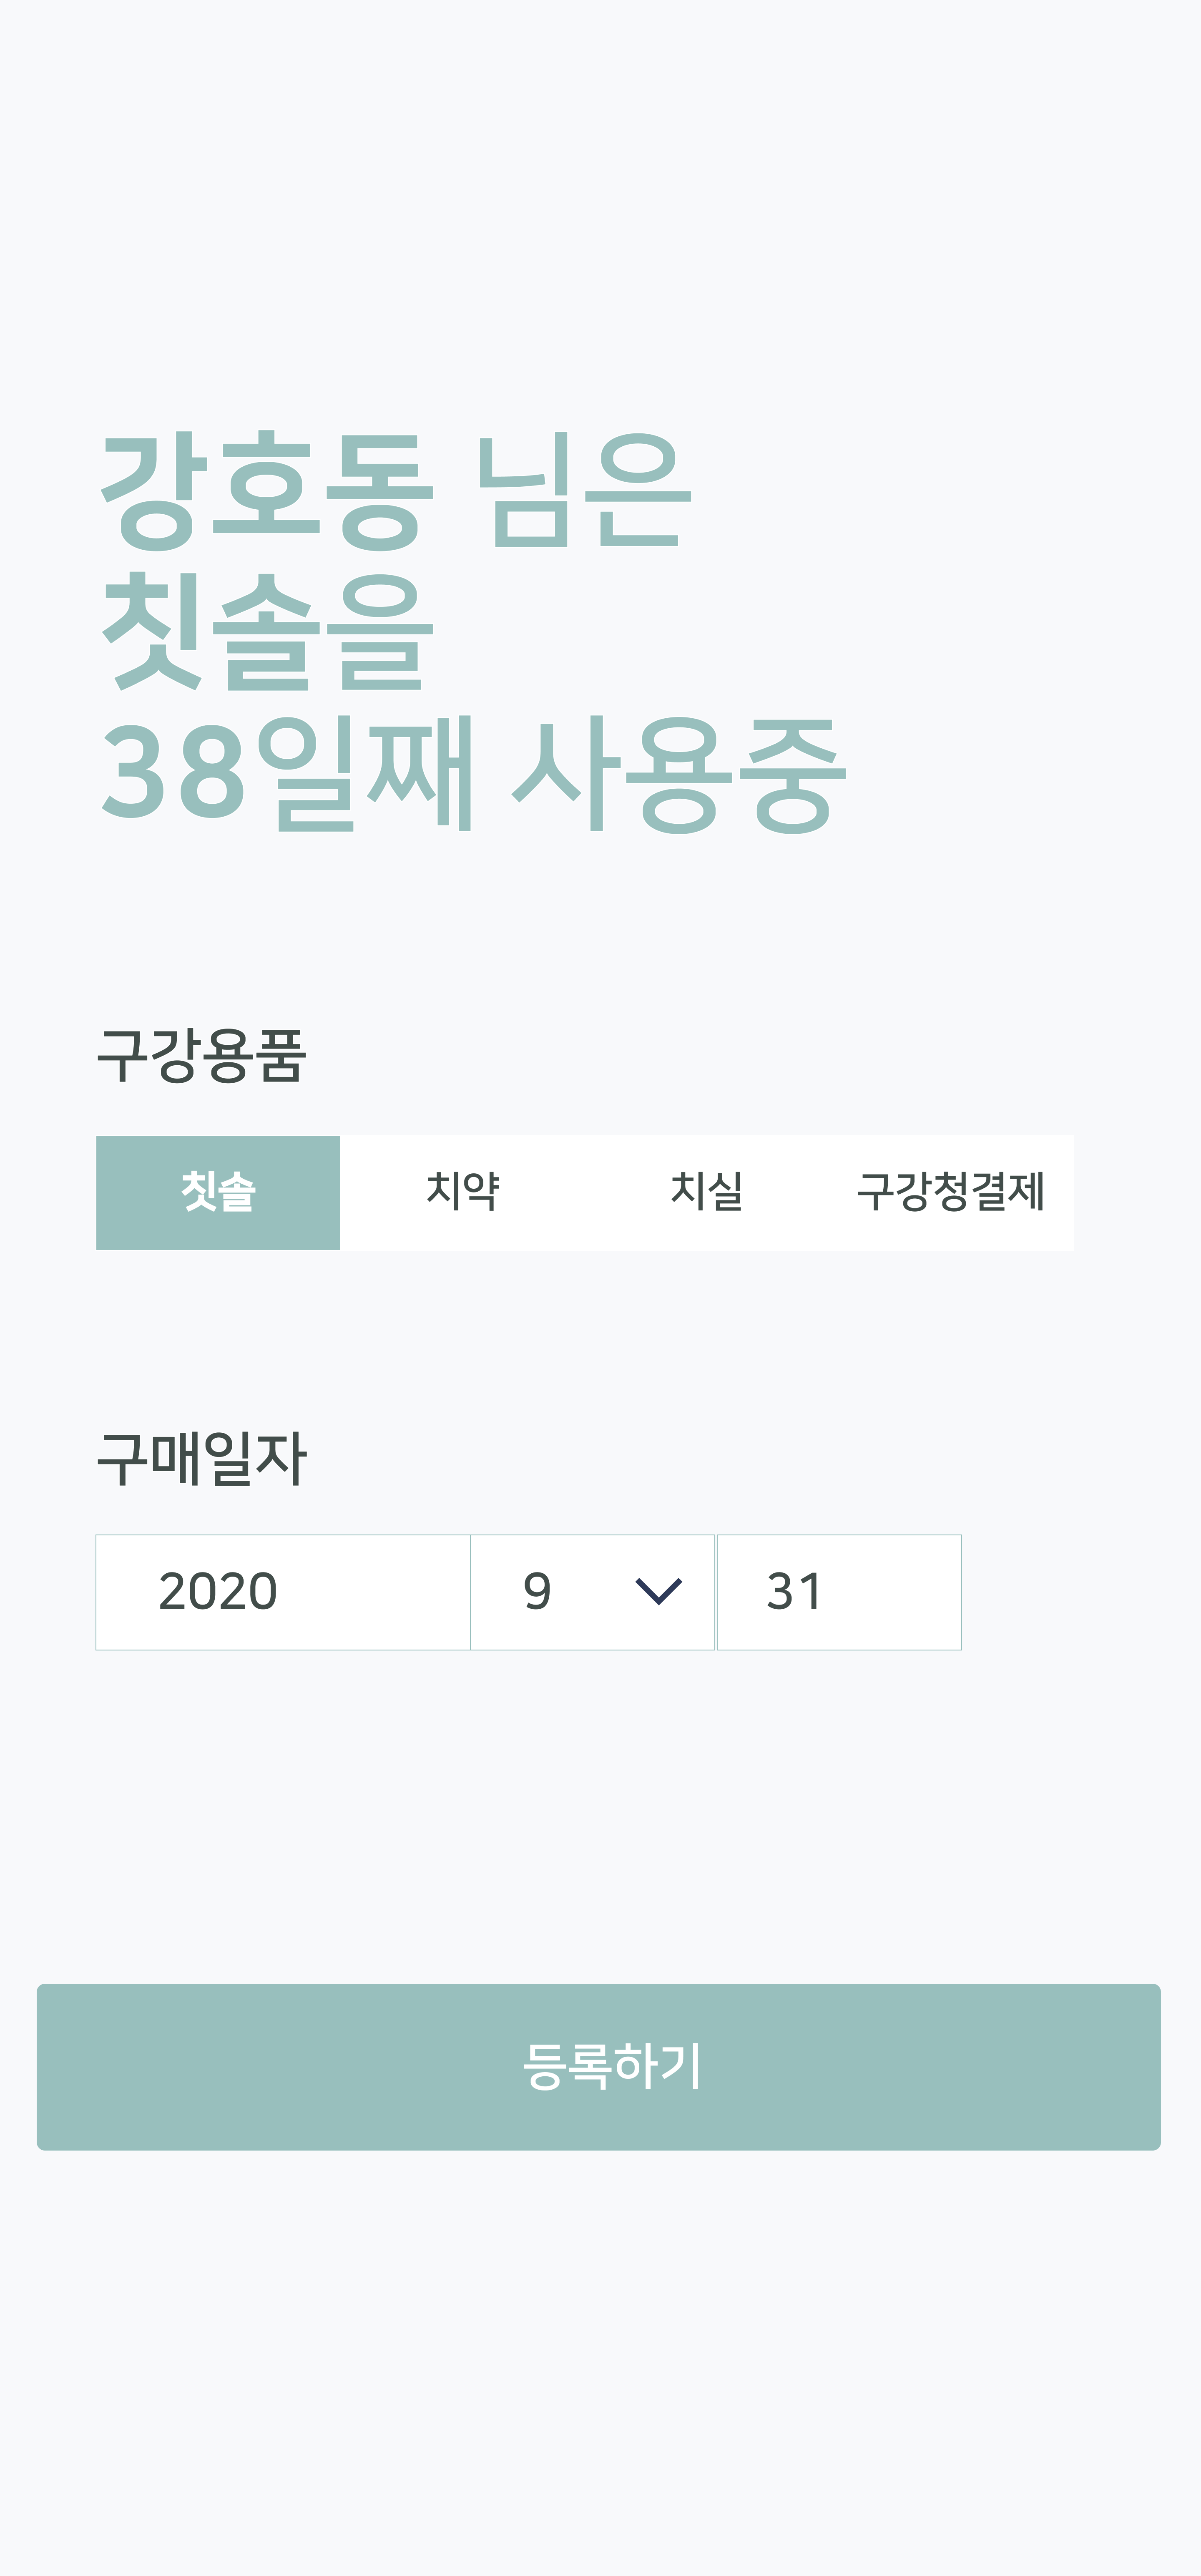 강호동 님은
칫솔을
38일째 사용중
구강용품
칫솔 치약 치실 구강청결제
구매일자
2020 9 31
등록하기